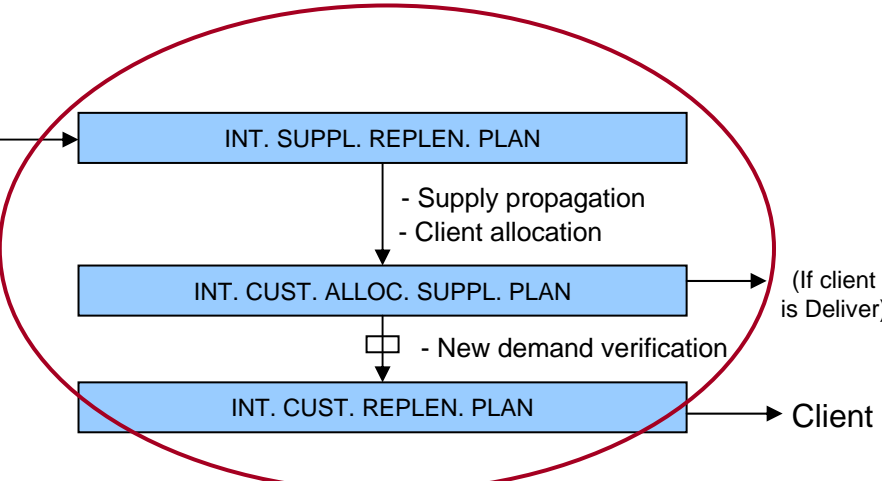 INT. SUPPL. REPLEN. PLAN
- Supply propagation
- Client allocation
INT. CUST. ALLOC. SUPPL. PLAN
(If client
is Deliver)
- New demand verification
INT. CUST. REPLEN. PLAN
Client